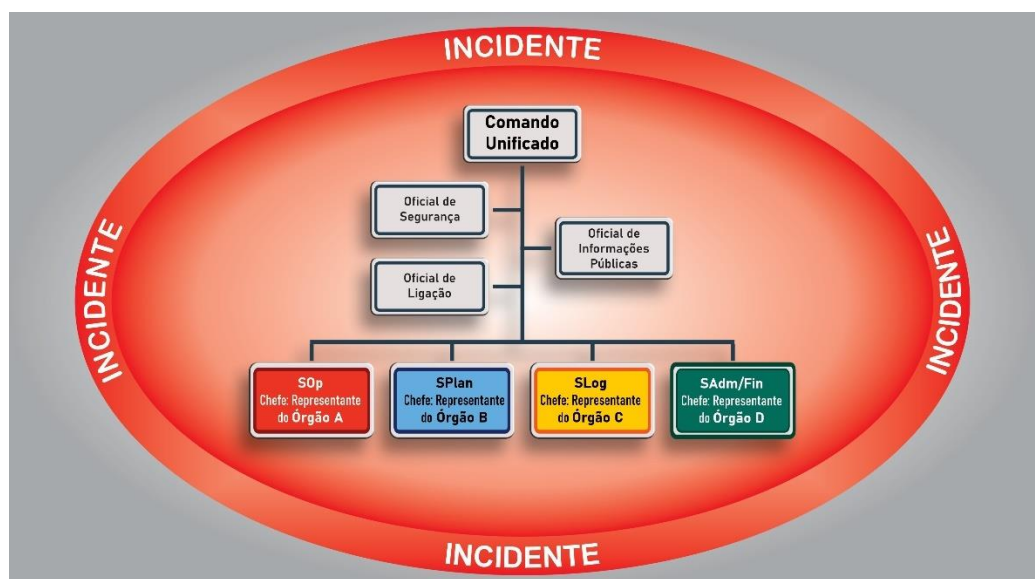 INCIDENTE
Comando
Unificado
Oficial de
Segurança
Oficial de
Informações
Públicas
Oficial de
Ligação
INCIDENTE
INCIDENTE
SOp
Chefe: Representante
do Órgão A
SPlan
Chefe: Representante
do Órgão B
SLog
Chefe: Representante
do Órgão C
SAdm/Fin
Chefe: Representante
do Órgão D
INCIDENTE